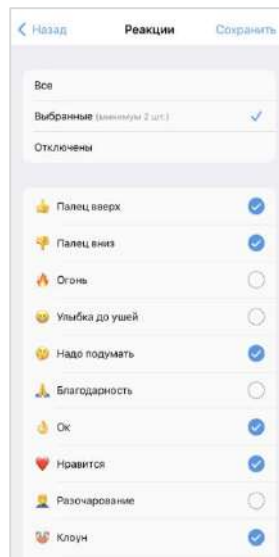 Назад Реакции Сохранить
Все
Выбранные (минимум 2 шт.)
Отключены
Палец вверх
Палец вниз
Огонь
Улыбка до ушей
Надо подумать
Благодарность
Ок
Нравится
Разочарование
Клоун